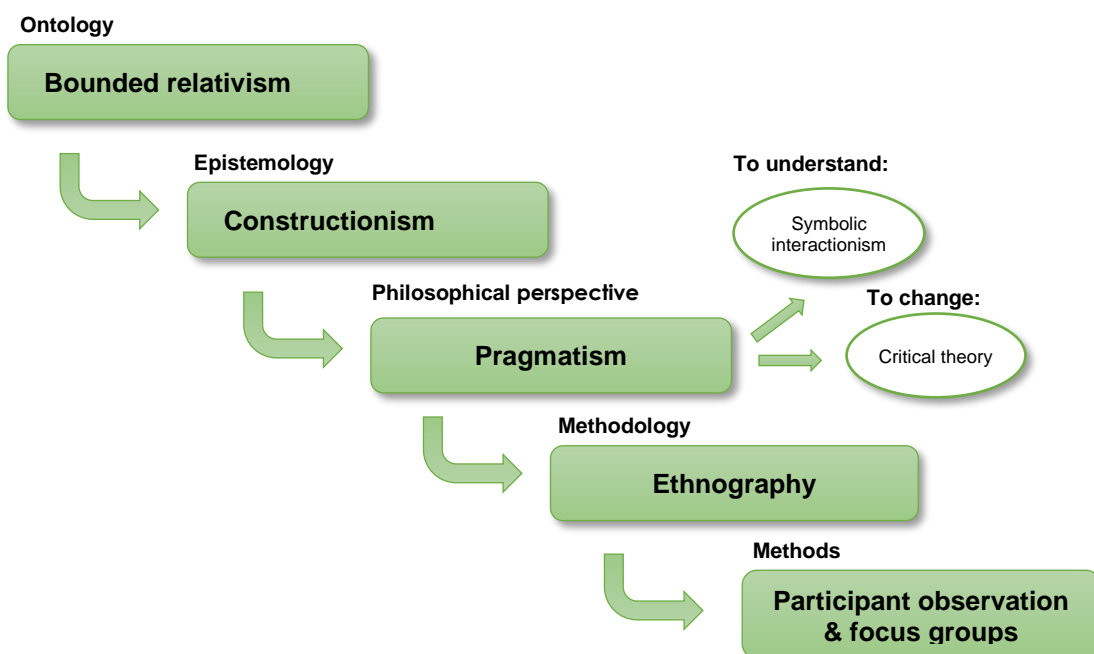 Ontology
Bounded relativism
Epistemology
Constructionism
To understand:
Symbolic
interactionism
Philosophical perspective
Pragmatism
To change:
Critical theory
Methodology
Ethnography
Methods
Participant observation
& focus groups